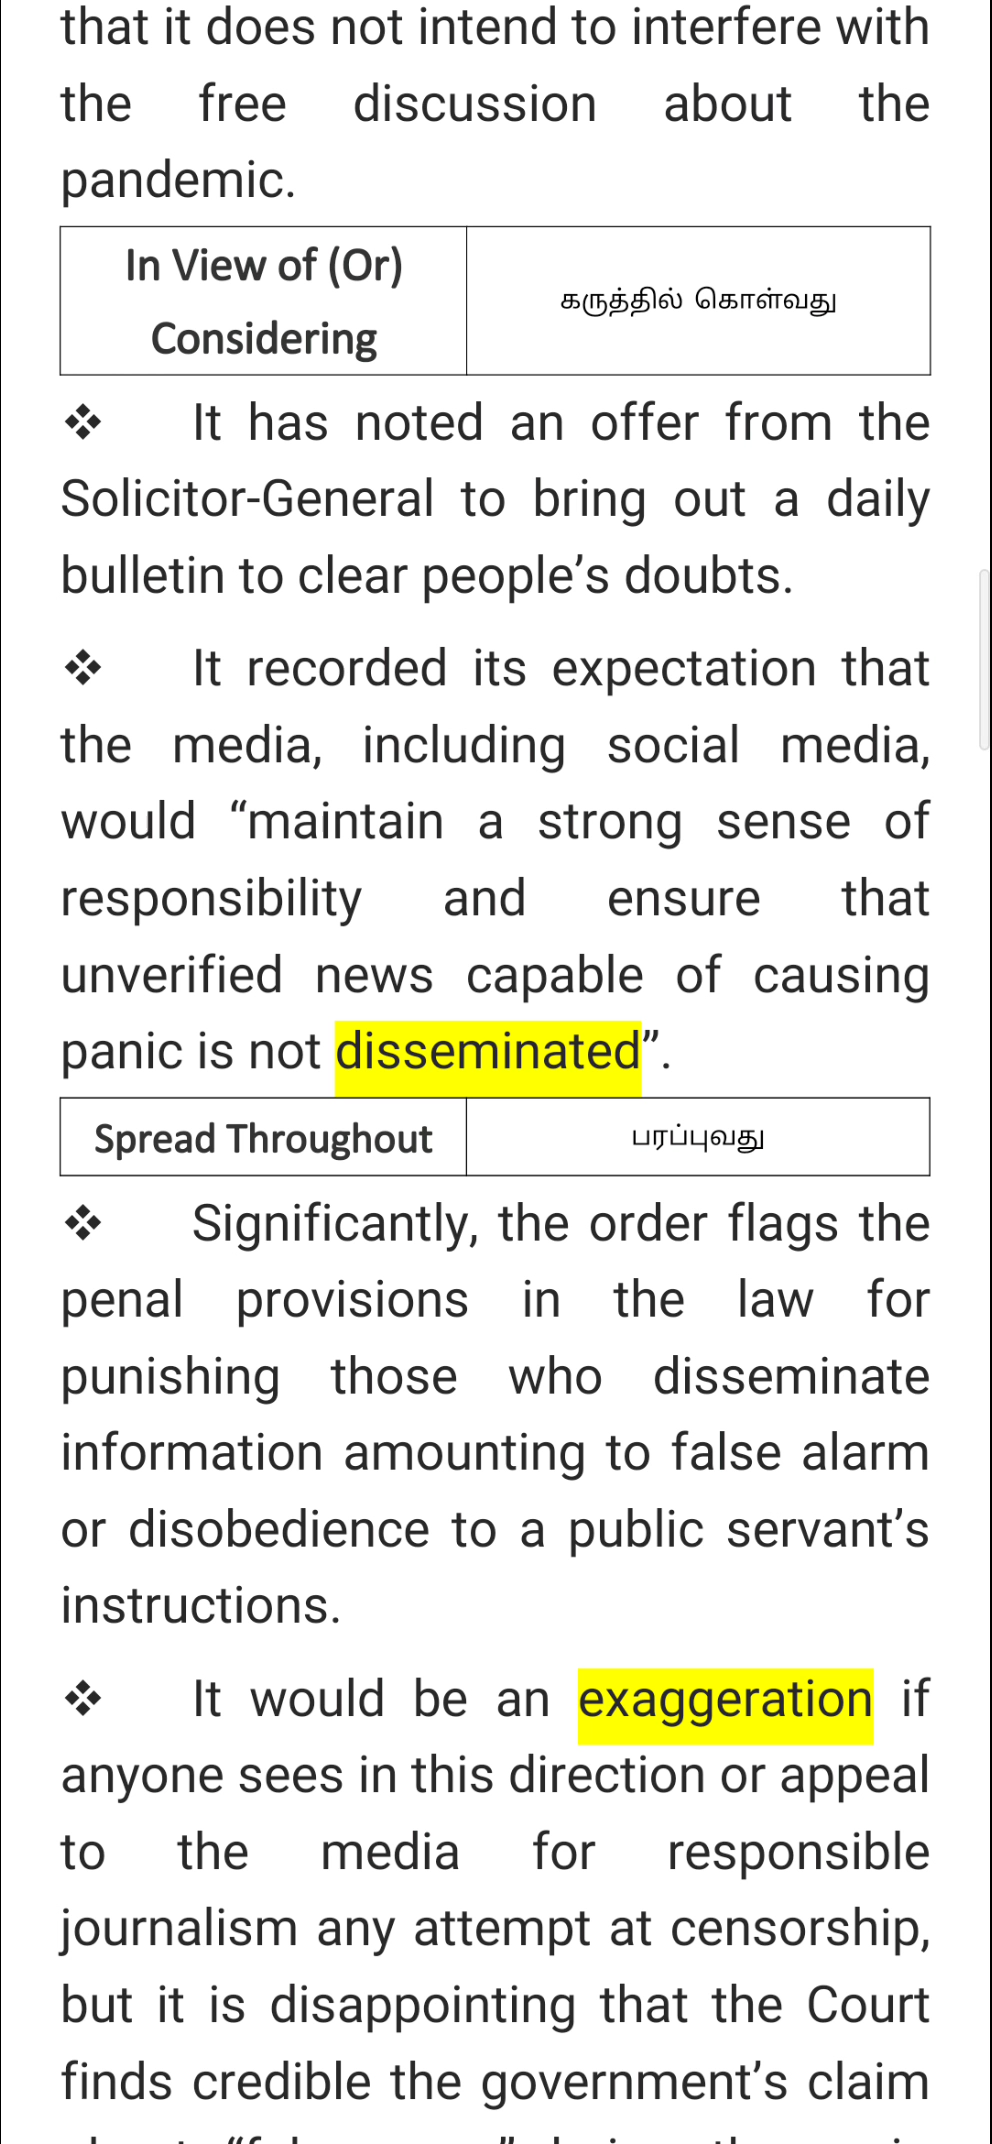 that it does not intend to interfere with
the free discussion about the
pandemic.
In View of (Or)
Considering
கருத்தில் கொள்வது
❖ It has noted an offer from the
Solicitor-General to bring out a daily
bulletin to clear people’s doubts.
❖ It recorded its expectation that
the media, including social media,
would “maintain a strong sense of
responsibility and ensure that
unverified news capable of causing
panic is not disseminated”.
Spread Throughout
பரப்புவது
❖ Significantly, the order flags the
penal provisions in the law for
punishing those who disseminate
information amounting to false alarm
or disobedience to a public servant’s
instructions.
❖ It would be an exaggeration if
anyone sees in this direction or appeal
to the media for responsible
journalism any attempt at censorship,
but it is disappointing that the Court
finds credible the government’s claim